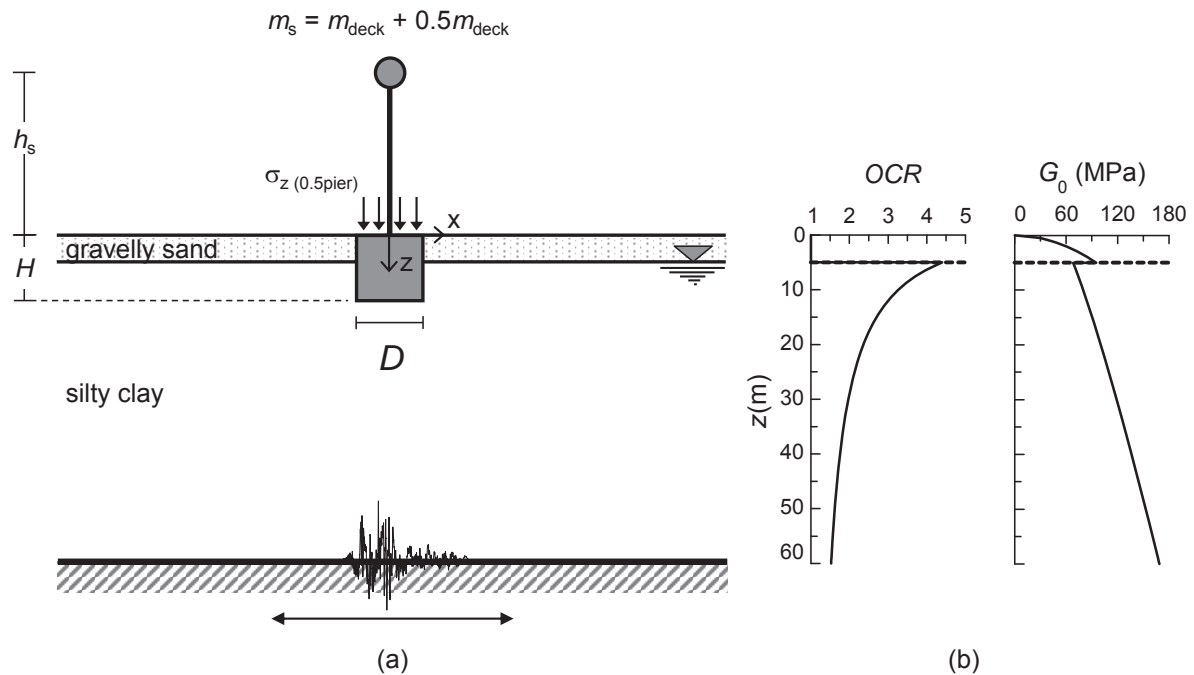 m_s = m_deck + 0.5m_deck
h_s
σ_z (0.5pier)
x
gravelly sand
z
H
D
silty clay
(a)
OCR
1 2 3 4 5
G_0 (MPa)
0 60 120 180
z(m)
0
10
20
30
40
50
60
(b)